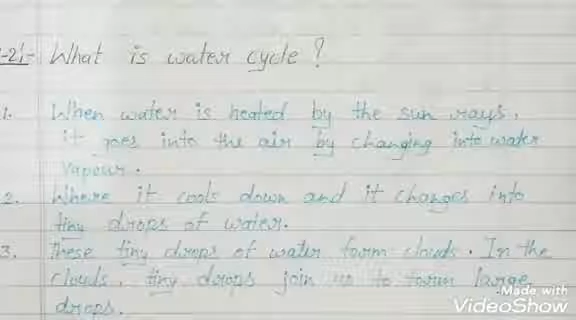 -21- What is water cycle?
1. When water is heated by the sun rays,
it goes into the air by changing into water
vapour.
2. Where it cools down and it changes into
tiny drops of water.
3. These tiny drops of water form clouds. In the
clouds, tiny drops join up to form large
drops.
Made with
VideoShow